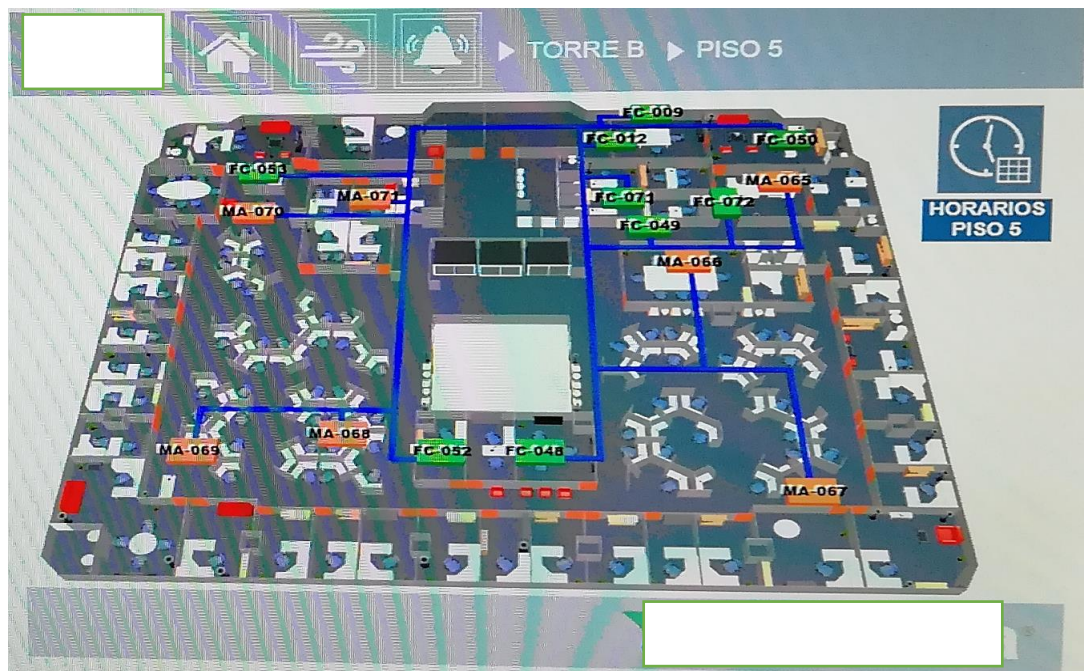 TORRE B PISO 5
FC-009
FC-012
FC-050
FC-053
MA-065
MA-071
FC-071
FC-072
MA-070
FC-049
HORARIOS
PISO 5
MA-066
MA-068
MA-069
FC-052
FC-048
MA-067